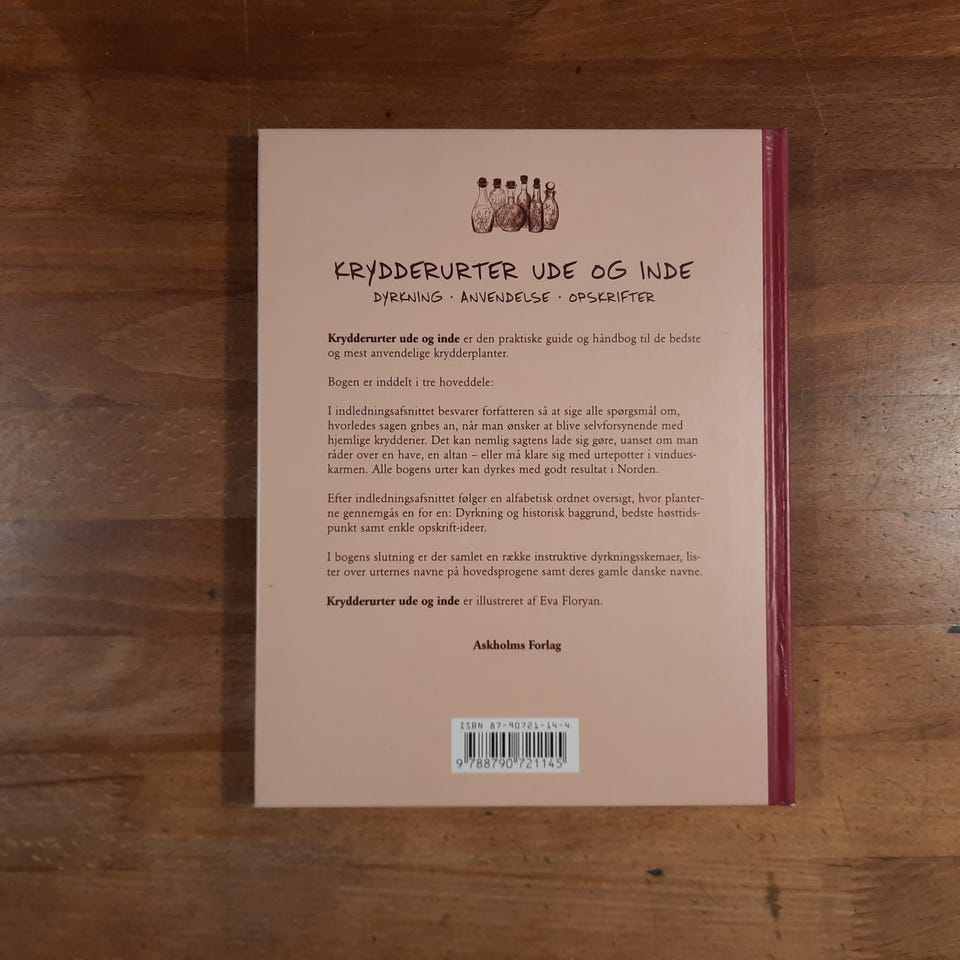 KRYDDERURTER UDE OG INDE
DYRKNING · ANVENDELSE · OPSKRIFTER
Krydderurter ude og inde er den praktiske guide og håndbog til de bedste
og mest anvendelige krydderplanter.
Bogen er inddelt i tre hoveddele:
I indledningsafsnittet besvarer forfatteren så at sige alle spørgsmål om,
hvorledes sagen gribes an, når man ønsker at blive selvforsynende med
hjemlige krydderier. Det kan nemlig sagtens lade sig gøre, uanset om man
råder over en have, en altan – eller må klare sig med urtepotter i vindues-
karmen. Alle bogens urter kan dyrkes med godt resultat i Norden.
Efter indledningsafsnittet følger en alfabetisk ordnet oversigt, hvor planter-
ne gennemgås en for en: Dyrkning og historisk baggrund, bedste høsttids-
punkt samt enkle opskrift-ideer.
I bogens slutning er der samlet en række instruktive dyrkningsskemaer, lis-
ter over urternes navne på hovedsprogene samt deres gamle danske navne.
Krydderurter ude og inde er illustreret af Eva Floryan.
Askholms Forlag
ISBN 87-90721-14-4
9 788790 721145